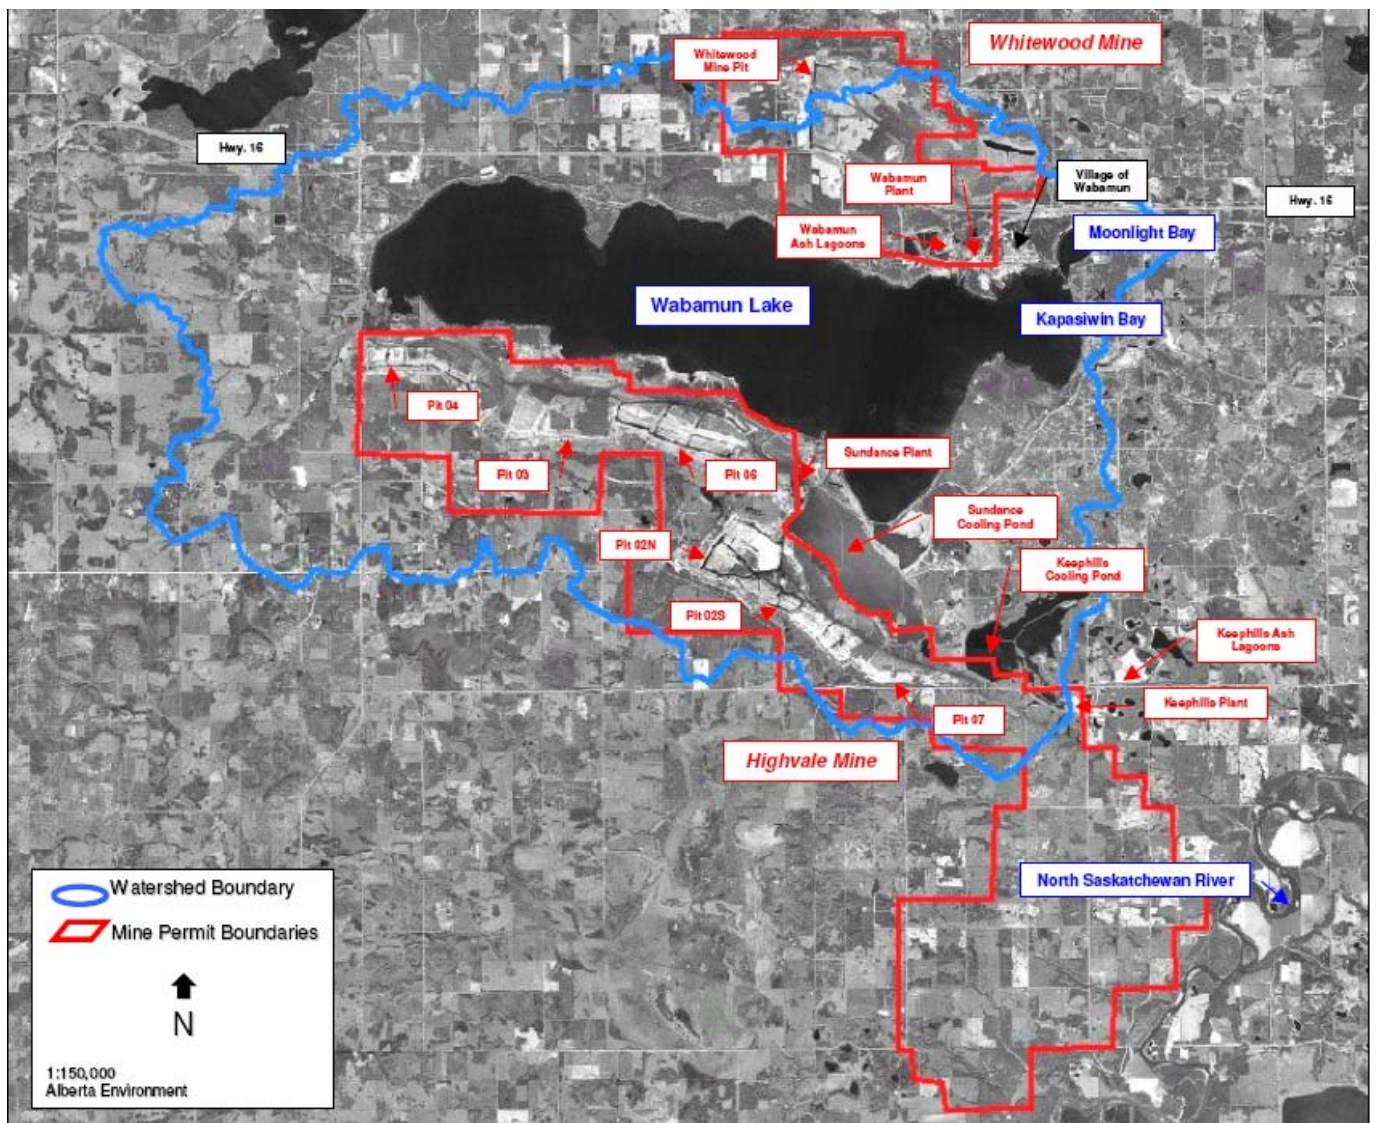 Whitewood Mine
Whitewood
Mine Pit
Hwy. 16
Wabamun
Plant
Village of
Wabamun
Hwy. 16
Wabamun
Ash Lagoons
Moonlight Bay
Wabamun Lake
Kapasiwin Bay
Pit 04
Pit 03
Pit 06
Sundance Plant
Sundance
Cooling Pond
Pit 02N
Keephills
Cooling Pond
Pit 02S
Keephills Ash
Lagoons
Keephills Plant
Pit 07
Highvale Mine
North Saskatchewan River
Watershed Boundary
Mine Permit Boundaries
N
1:150,000
Alberta Environment